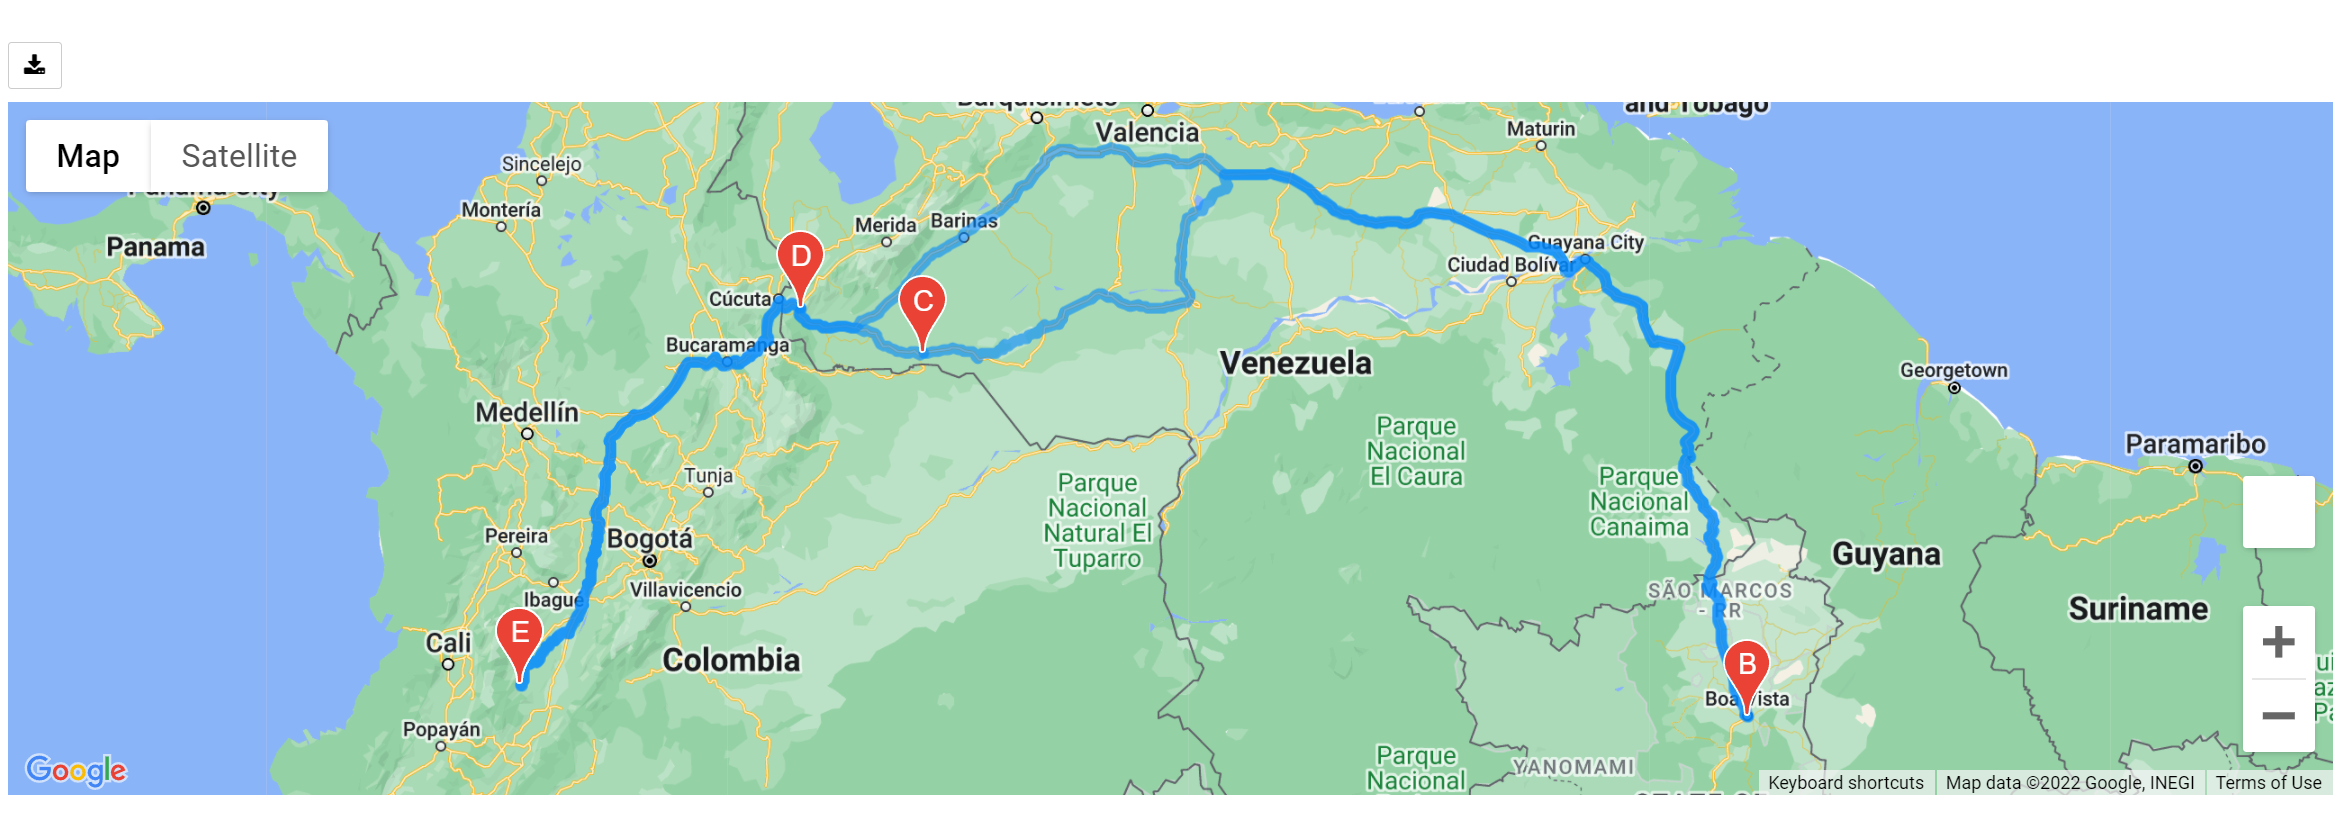 Map
Satellite
Barquisimeto
Valencia
and Tobago
Maturin
Sincelejo
Panama City
Montería
Panama
Merida
Barinas
Guayana City
Ciudad Bolívar
D
C
Cúcuta
Bucaramanga
Venezuela
Georgetown
Medellín
Parque
Nacional
El Caura
Paramaribo
Tunja
Parque
Nacional
Natural El
Tuparro
Parque
Nacional
Canaima
Pereira
Bogotá
Guyana
Villavicencio
Ibagué
SÃO MARCOS
- RR
Suriname
E
Cali
Colombia
B
Boa Vista
Popayán
Parque
Nacional
YANOMAMI
Google
Keyboard shortcuts
Map data ©2022 Google, INEGI
Terms of Use